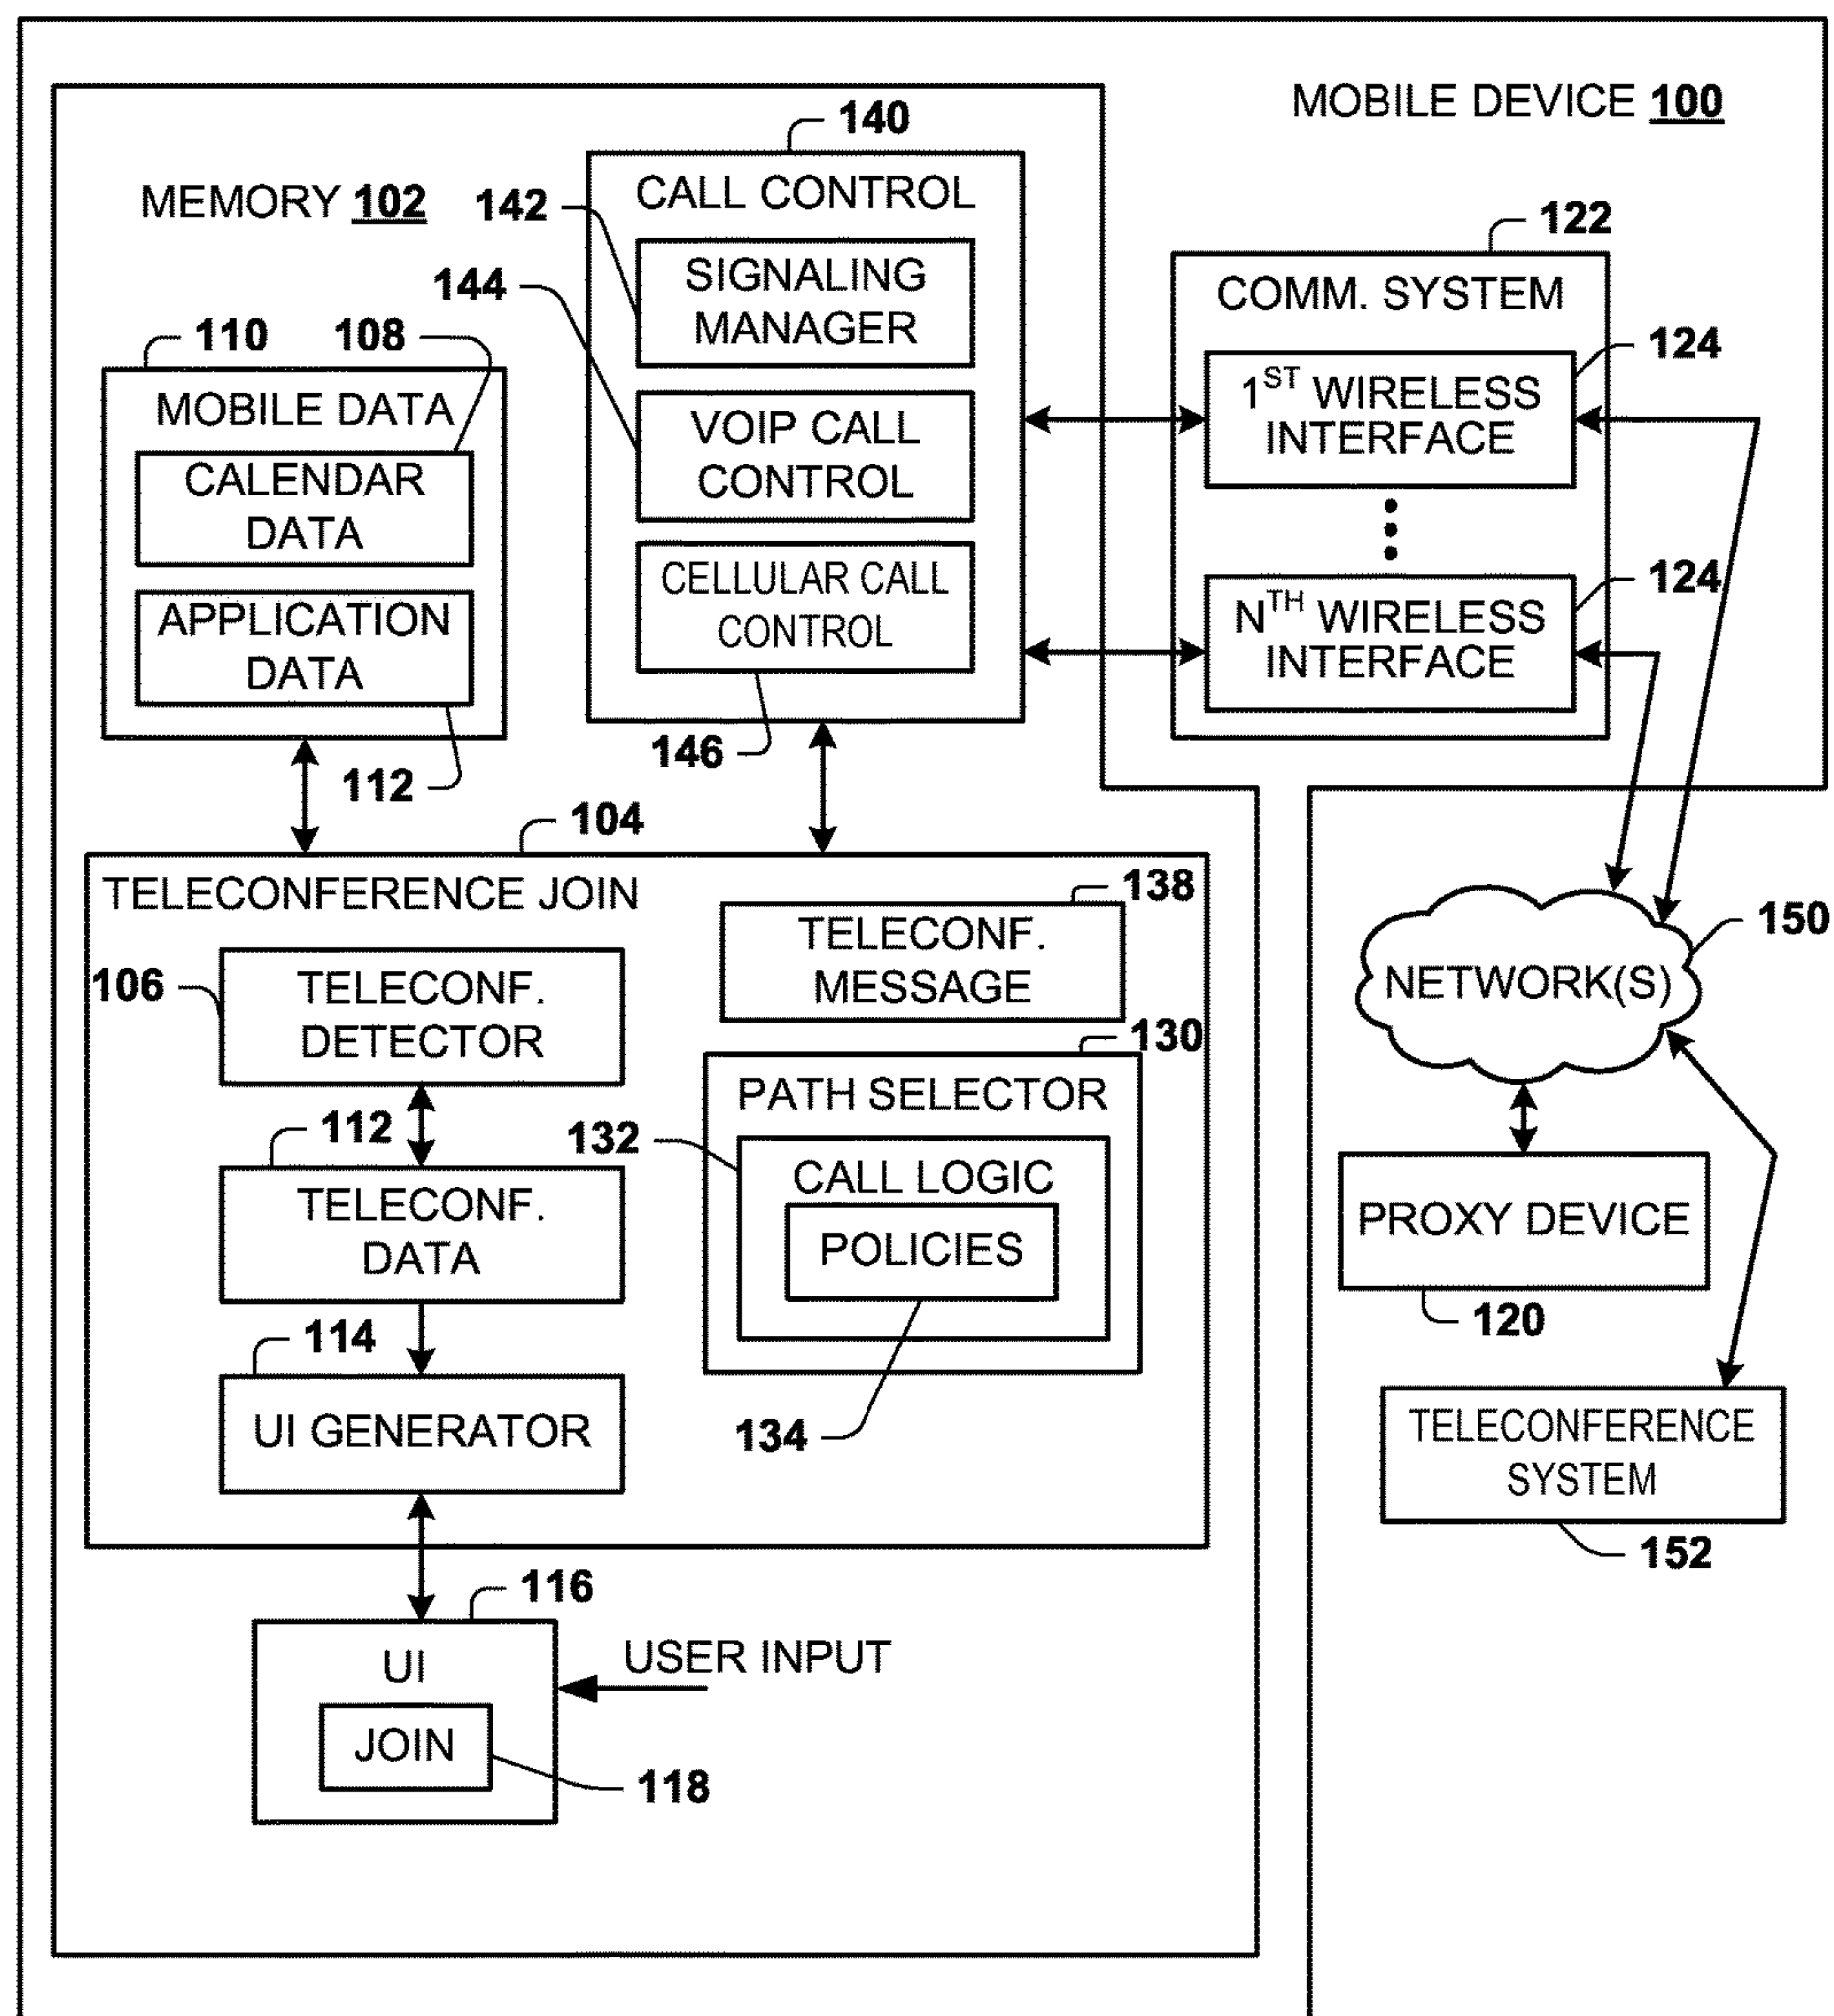 MOBILE DEVICE 100
MEMORY 102
140
CALL CONTROL
142
SIGNALING
MANAGER
144
VOIP CALL
CONTROL
CELLULAR CALL
CONTROL
146
122
COMM. SYSTEM
124
1ST WIRELESS
INTERFACE
124
NTH WIRELESS
INTERFACE
110
108
MOBILE DATA
CALENDAR
DATA
APPLICATION
DATA
112
104
TELECONFERENCE JOIN
138
TELECONF.
MESSAGE
106
TELECONF.
DETECTOR
130
PATH SELECTOR
132
CALL LOGIC
POLICIES
134
112
TELECONF.
DATA
114
UI GENERATOR
116
UI
USER INPUT
JOIN
118
150
NETWORK(S)
PROXY DEVICE
120
TELECONFERENCE
SYSTEM
152